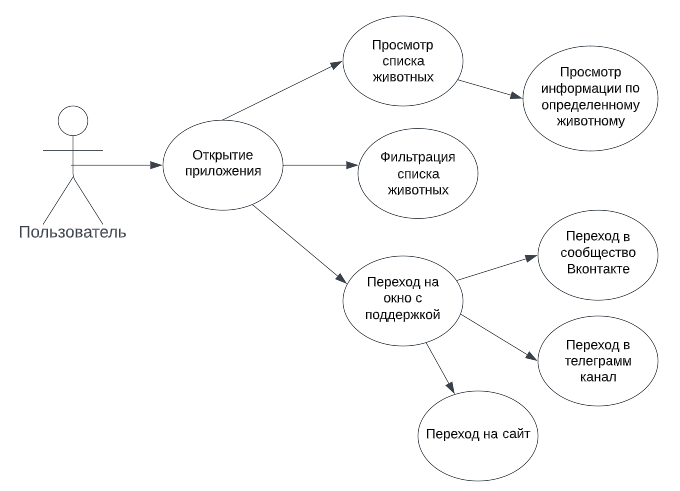 Просмотр
списка
животных
Просмотр
информации по
определенному
животному
Открытие
приложения
Фильтрация
списка
животных
Пользователь
Переход в
сообщество
Вконтакте
Переход на
окно с
поддержкой
Переход в
телеграмм
канал
Переход на сайт